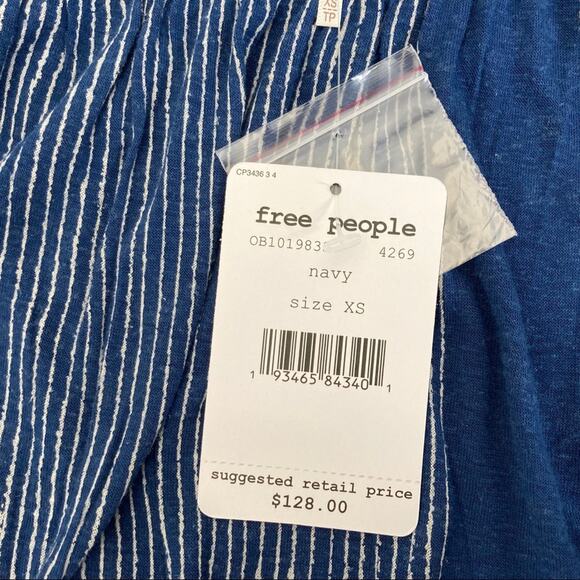 XS
TP
CP3436 3 4
free people
OB101983 4269
navy
size XS
1 93465 84340 1
suggested retail price
$128.00